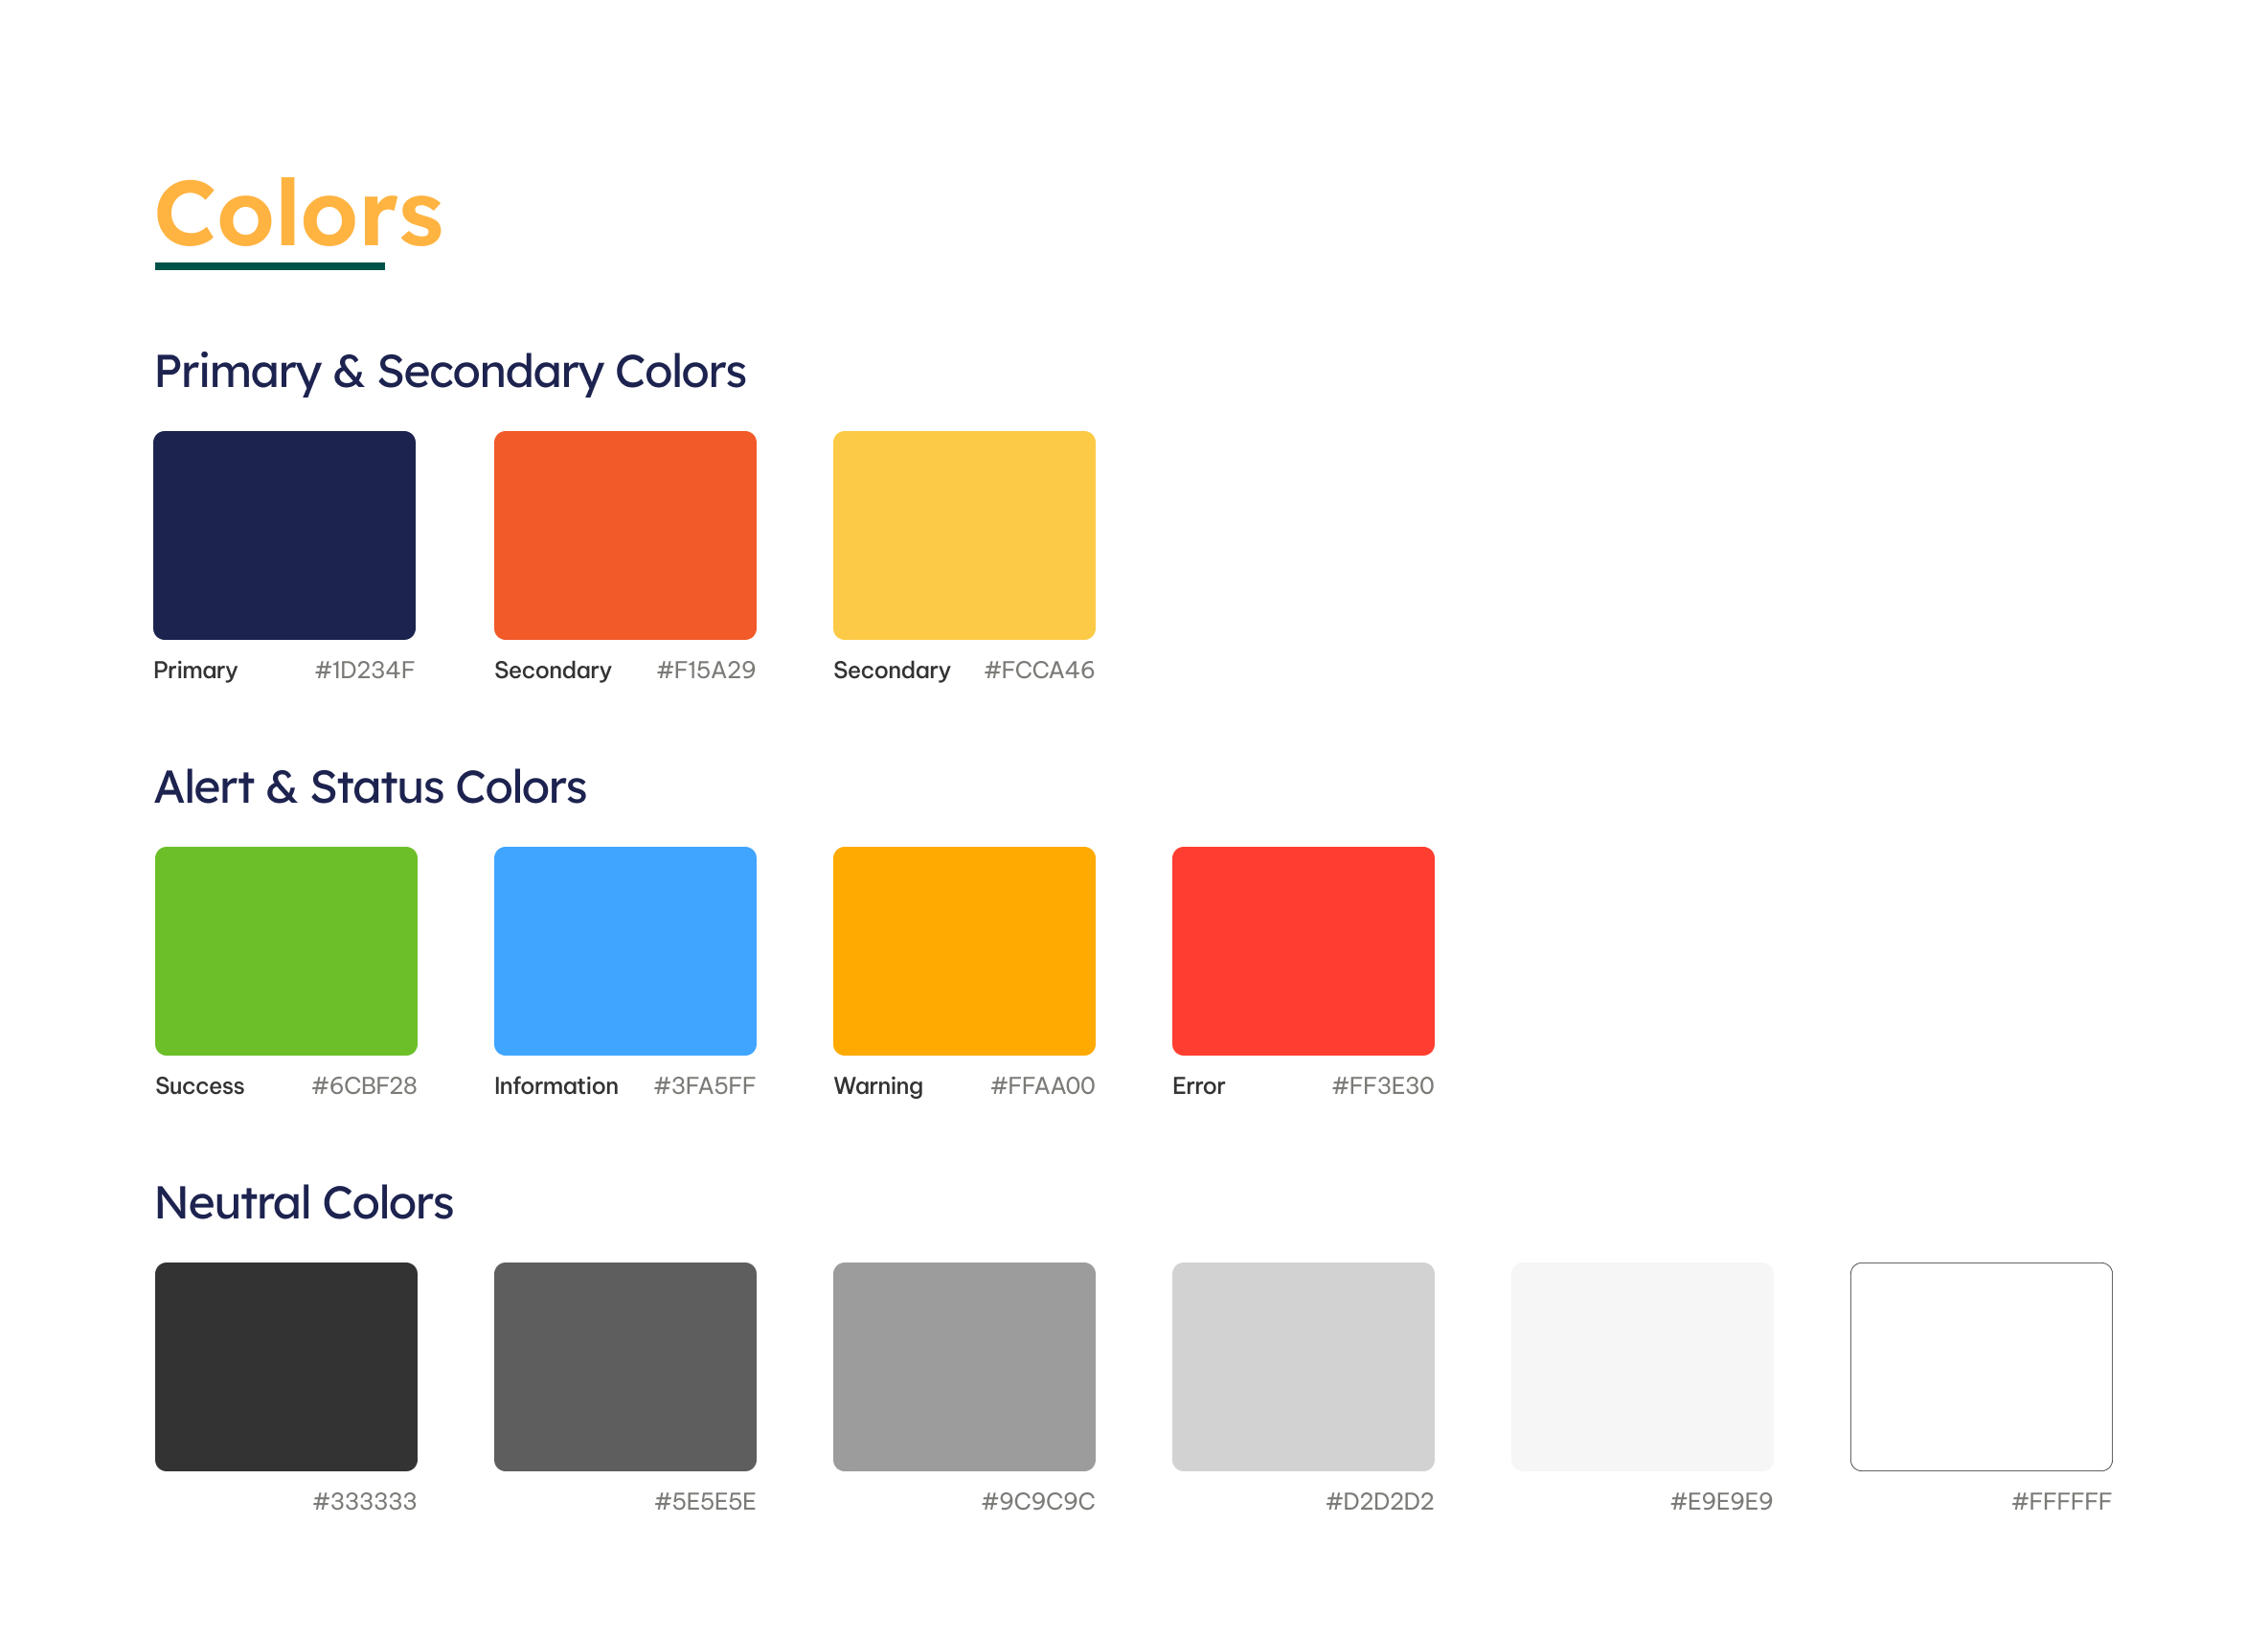 Colors
Primary & Secondary Colors
Primary #1D234F
Secondary #F15A29
Secondary #FCCA46
Alert & Status Colors
Success #6CBF28
Information #3FA5FF
Warning #FFAA00
Error #FF3E30
Neutral Colors
#333333
#5E5E5E
#9C9C9C
#D2D2D2
#E9E9E9
#FFFFFF